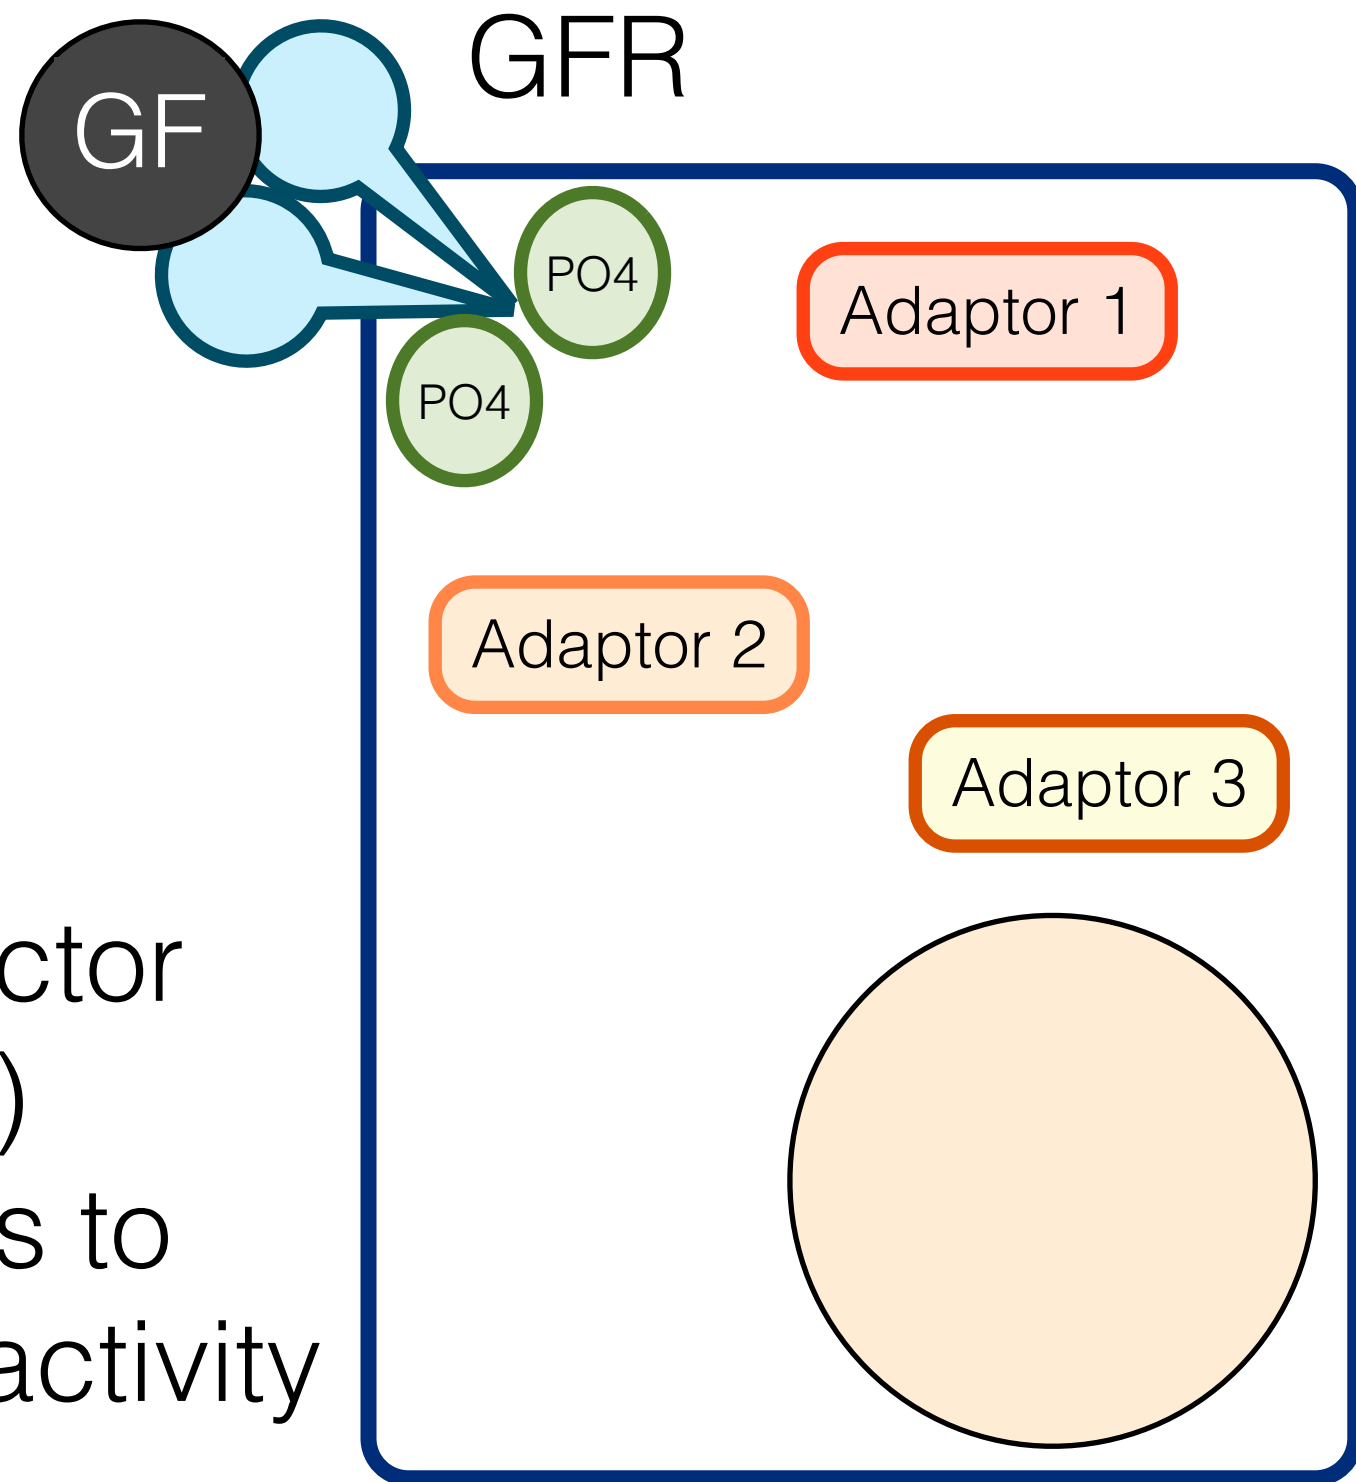 GFR
GF
PO4
PO4
Adaptor 1
Adaptor 2
Adaptor 3
ctor
)
s to
activity